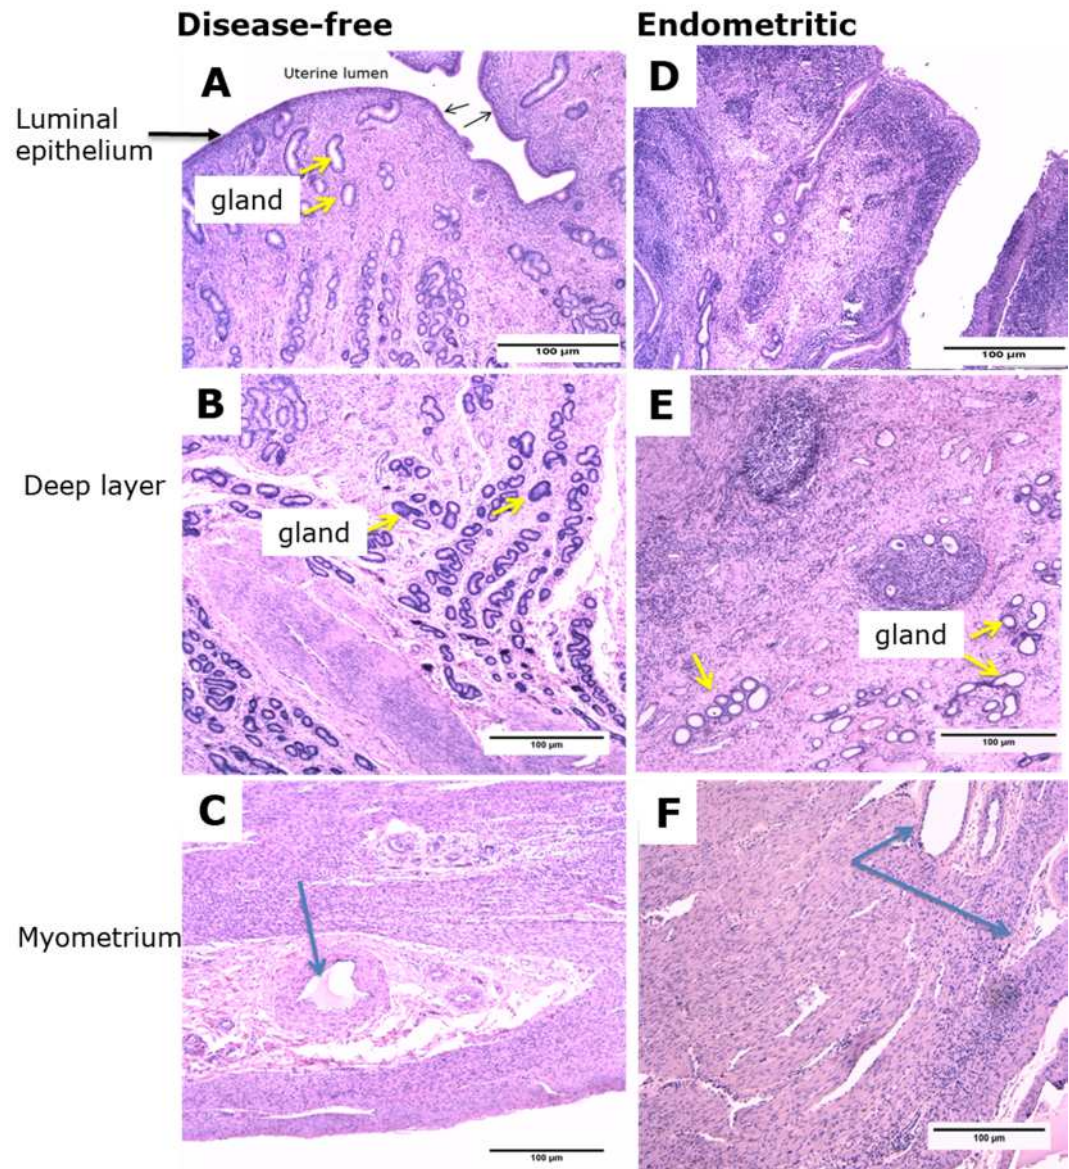 Disease-free
Endometritic
A
Uterine lumen
D
Luminal
epithelium
gland
100 µm
100 µm
B
E
Deep layer
gland
gland
100 µm
100 µm
C
F
Myometrium
100 µm
100 µm